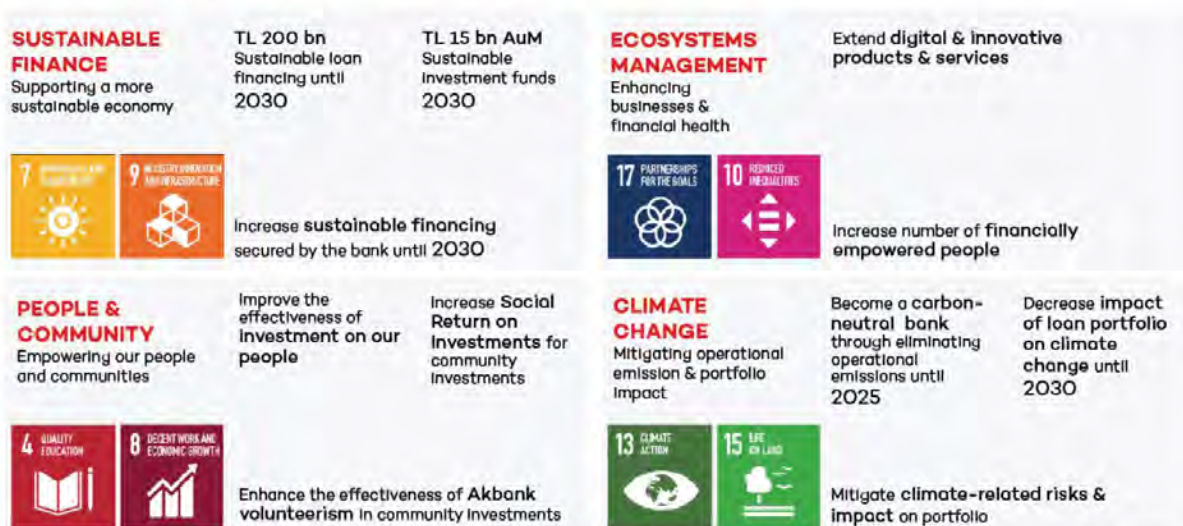 SUSTAINABLE
FINANCE
Supporting a more
sustainable economy
TL 200 bn
Sustainable loan
financing until
2030
TL 15 bn AuM
Sustainable
investment funds
2030
7
9 INDUSTRY, INNOVATION
AND INFRASTRUCTURE
Increase sustainable financing
secured by the bank until 2030
ECOSYSTEMS
MANAGEMENT
Enhancing
businesses &
financial health
Extend digital & innovative
products & services
17 PARTNERSHIPS
FOR THE GOALS
10 REDUCED
INEQUALITIES
Increase number of financially
empowered people
PEOPLE &
COMMUNITY
Empowering our people
and communities
Improve the
effectiveness of
investment on our
people
Increase Social
Return on
Investments for
community
investments
4 QUALITY
EDUCATION
8 DECENT WORK AND
ECONOMIC GROWTH
Enhance the effectiveness of Akbank
volunteerism in community investments
CLIMATE
CHANGE
Mitigating operational
emission & portfolio
impact
Become a carbon-
neutral bank
through eliminating
operational
emissions until
2025
Decrease impact
of loan portfolio
on climate
change until
2030
13 CLIMATE
ACTION
15 LIFE
ON LAND
Mitigate climate-related risks &
impact on portfolio